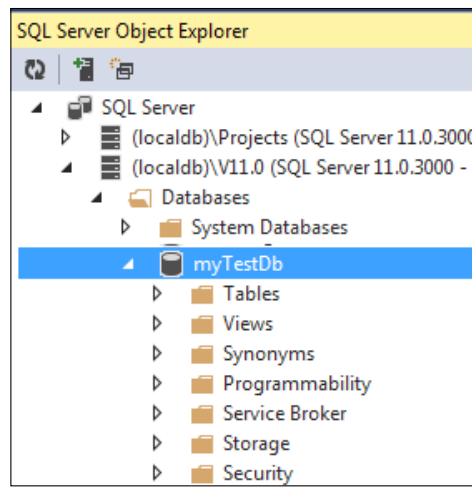 SQL Server Object Explorer
SQL Server
(localdb)\Projects (SQL Server 11.0.3000
(localdb)\V11.0 (SQL Server 11.0.3000 -
Databases
System Databases
myTestDb
Tables
Views
Synonyms
Programmability
Service Broker
Storage
Security